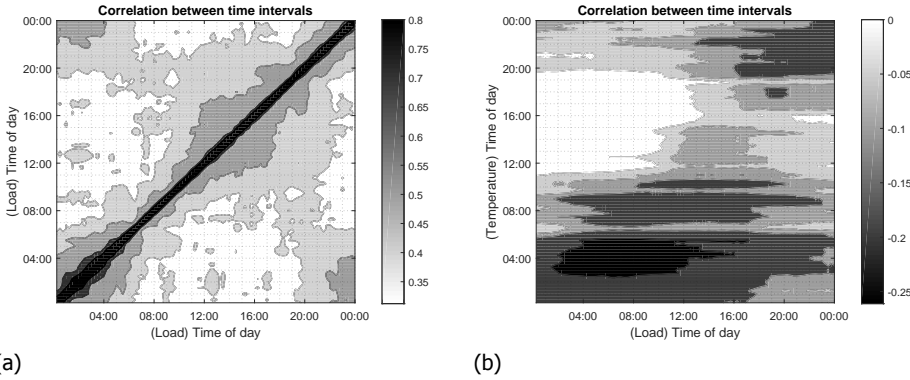 Correlation between time intervals
00:00
20:00
16:00
12:00
08:00
04:00
(Load) Time of day
04:00 08:00 12:00 16:00 20:00 00:00
(Load) Time of day
0.8
0.75
0.7
0.65
0.6
0.55
0.5
0.45
0.4
0.35
a)
Correlation between time intervals
00:00
20:00
16:00
12:00
08:00
04:00
(Temperature) Time of day
04:00 08:00 12:00 16:00 20:00 00:00
(Load) Time of day
0
-0.05
-0.1
-0.15
-0.2
-0.25
(b)